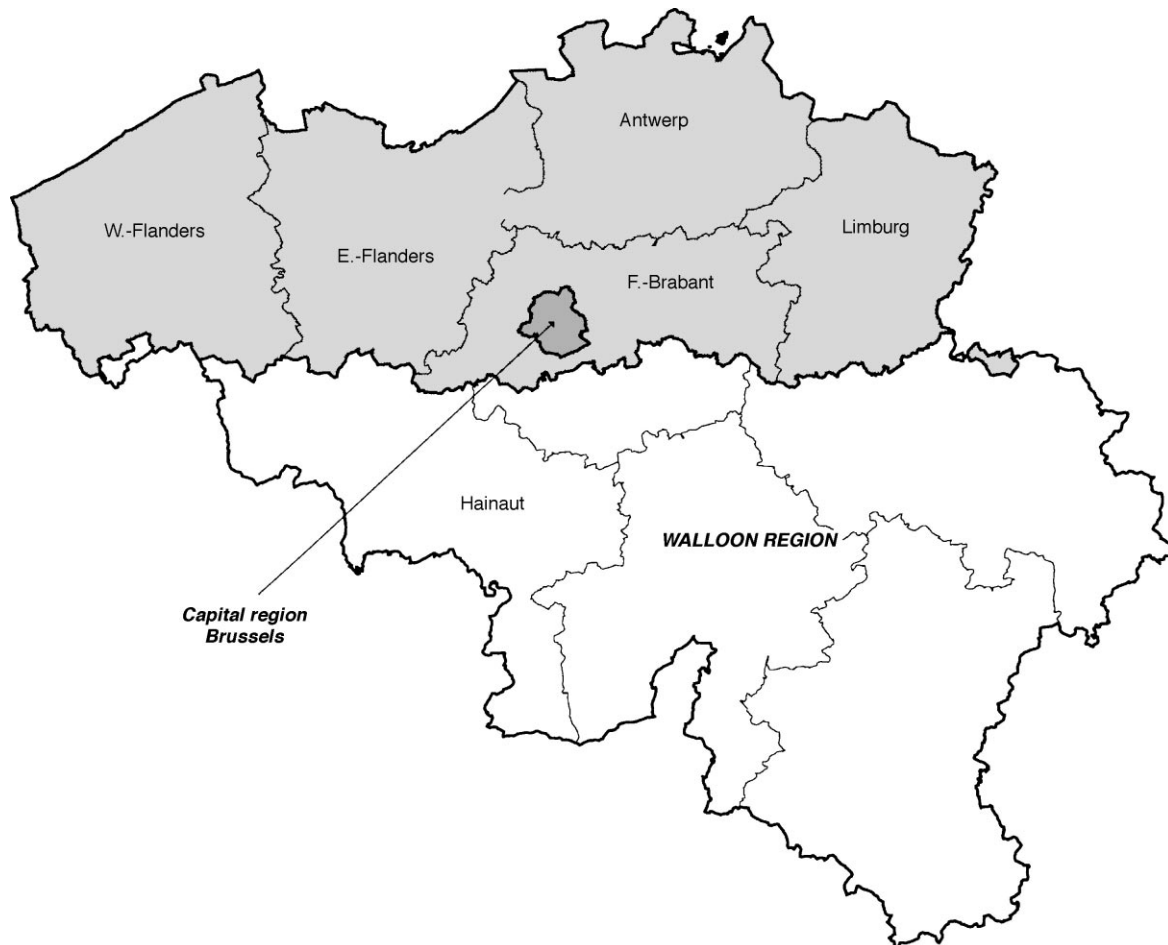 Antwerp
W.-Flanders
Limburg
E.-Flanders
F.-Brabant
Hainaut
WALLOON REGION
Capital region
Brussels